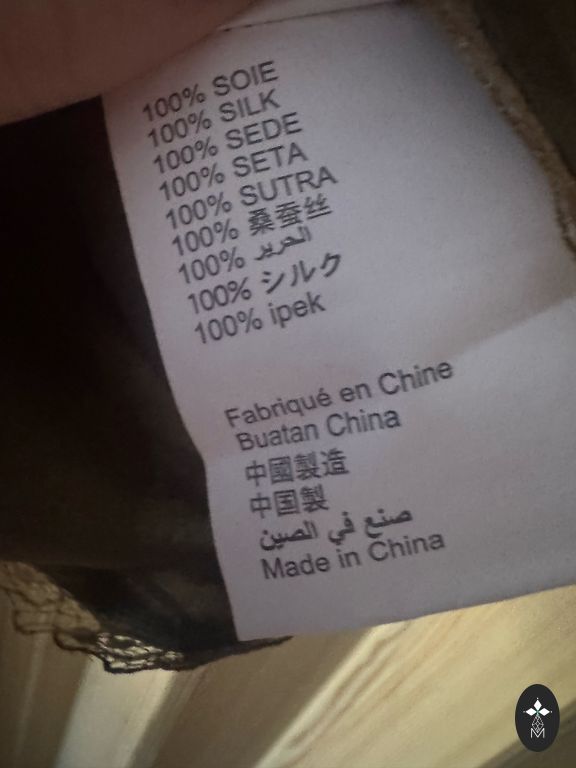 100% SOIE
100% SILK
100% SEDE
100% SETA
100% SUTRA
100% 桑蚕丝
100% الحرير
100% シルク
100% ipek
Fabriqué en Chine
Buatan China
中國製造
中国製
صنع في الصين
Made in China
M